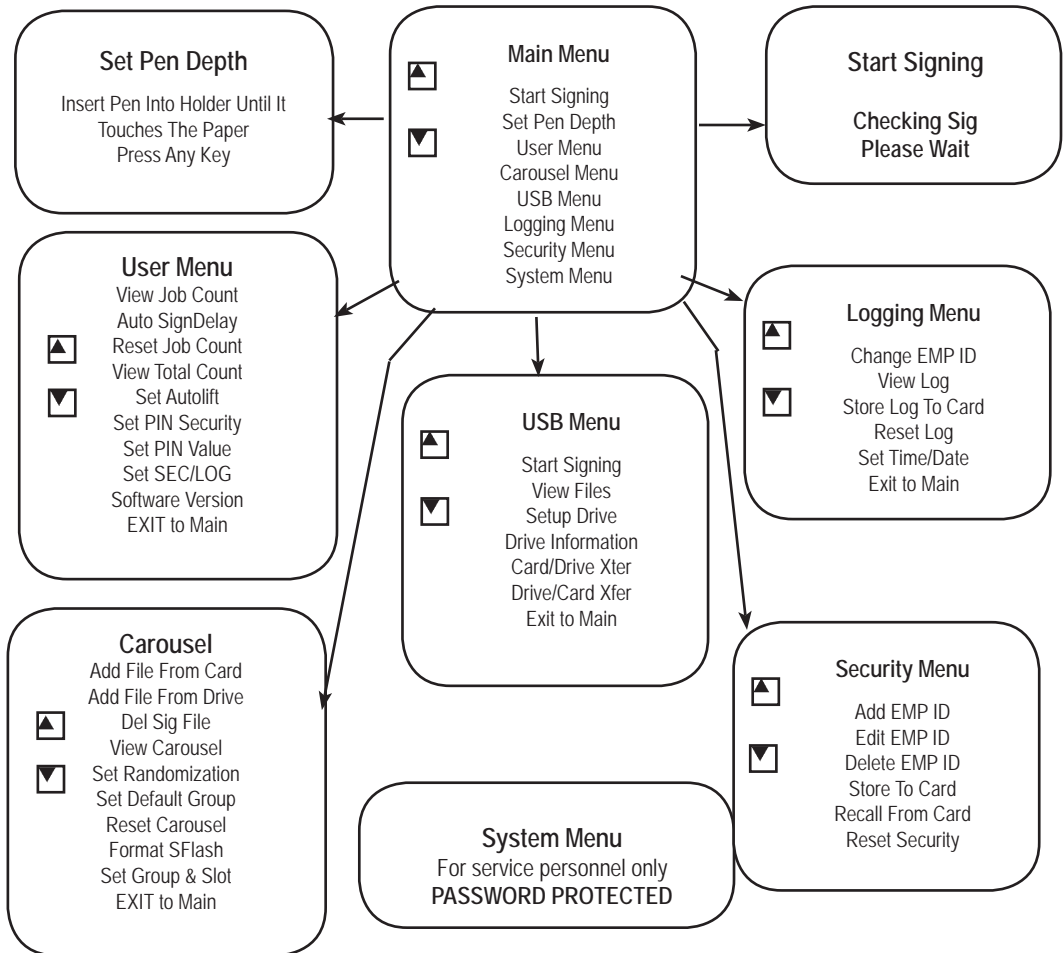 Set Pen Depth
Insert Pen Into Holder Until It
Touches The Paper
Press Any Key
Main Menu
Start Signing
Set Pen Depth
User Menu
Carousel Menu
USB Menu
Logging Menu
Security Menu
System Menu
Start Signing
Checking Sig
Please Wait
User Menu
View Job Count
Auto SignDelay
Reset Job Count
View Total Count
Set Autolift
Set PIN Security
Set PIN Value
Set SEC/LOG
Software Version
EXIT to Main
USB Menu
Start Signing
View Files
Setup Drive
Drive Information
Card/Drive Xter
Drive/Card Xfer
Exit to Main
Logging Menu
Change EMP ID
View Log
Store Log To Card
Reset Log
Set Time/Date
Exit to Main
Carousel
Add File From Card
Add File From Drive
Del Sig File
View Carousel
Set Randomization
Set Default Group
Reset Carousel
Format SFlash
Set Group & Slot
EXIT to Main
System Menu
For service personnel only
PASSWORD PROTECTED
Security Menu
Add EMP ID
Edit EMP ID
Delete EMP ID
Store To Card
Recall From Card
Reset Security